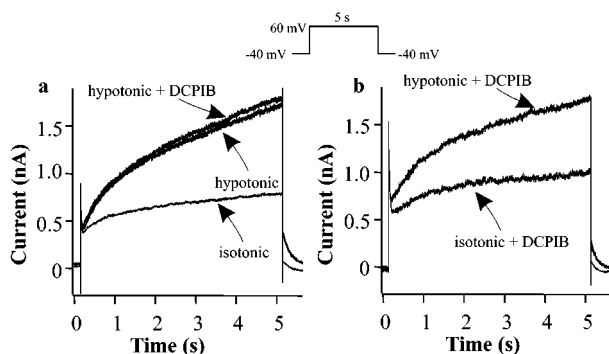 5 s
60 mV
-40 mV
-40 mV
a
hypotonic + DCPIB
hypotonic
isotonic
Current (nA)
1.5
1.0
0.5
0
0 1 2 3 4 5
Time (s)
b
hypotonic + DCPIB
isotonic + DCPIB
Current (nA)
1.5
1.0
0.5
0
0 1 2 3 4 5
Time (s)